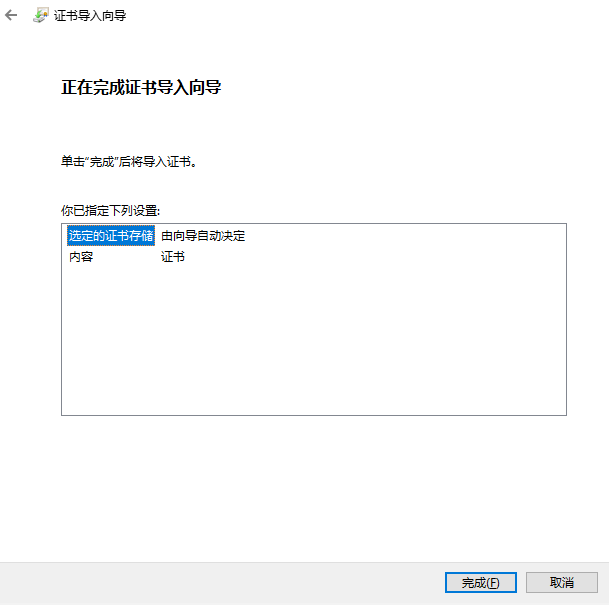 证书导入向导
正在完成证书导入向导
单击“完成”后将导入证书。
你已指定下列设置:
选定的证书存储 由向导自动决定
内容 证书
完成(F) 取消